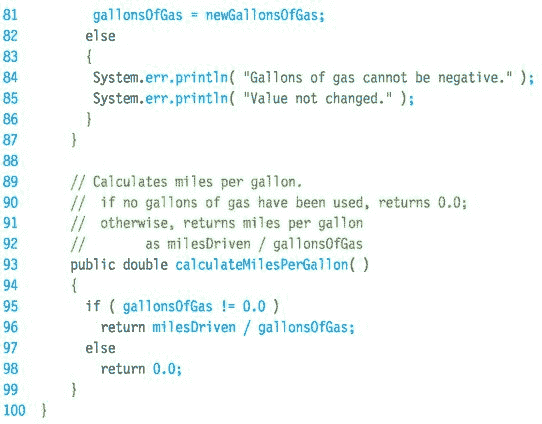 81 gallonsOfGas = newGallonsOfGas;
82 else
83 {
84 System.err.println( "Gallons of gas cannot be negative." );
85 System.err.println( "Value not changed." );
86 }
87 }
88
89 // Calculates miles per gallon.
90 // if no gallons of gas have been used, returns 0.0;
91 // otherwise, returns miles per gallon
92 // as milesDriven / gallonsOfGas
93 public double calculateMilesPerGallon( )
94 {
95 if ( gallonsOfGas != 0.0 )
96 return milesDriven / gallonsOfGas;
97 else
98 return 0.0;
99 }
100 }